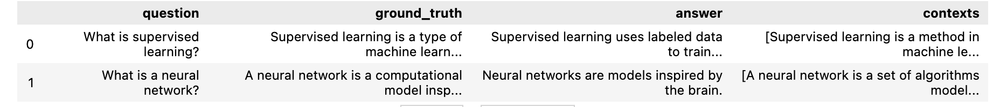 question ground_truth answer contexts
0 What is supervised learning? Supervised learning is a type of machine learn... Supervised learning uses labeled data to train... [Supervised learning is a method in machine le...
1 What is a neural network? A neural network is a computational model insp... Neural networks are models inspired by the brain. [A neural network is a set of algorithms model...